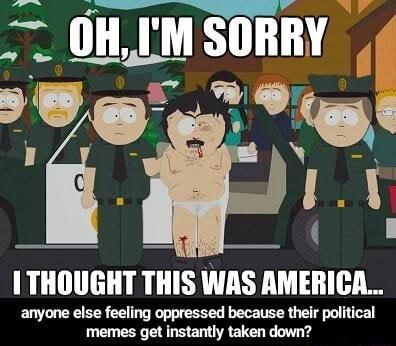 OH, I'M SORRY
I THOUGHT THIS WAS AMERICA...
anyone else feeling oppressed because their political
memes get instantly taken down?